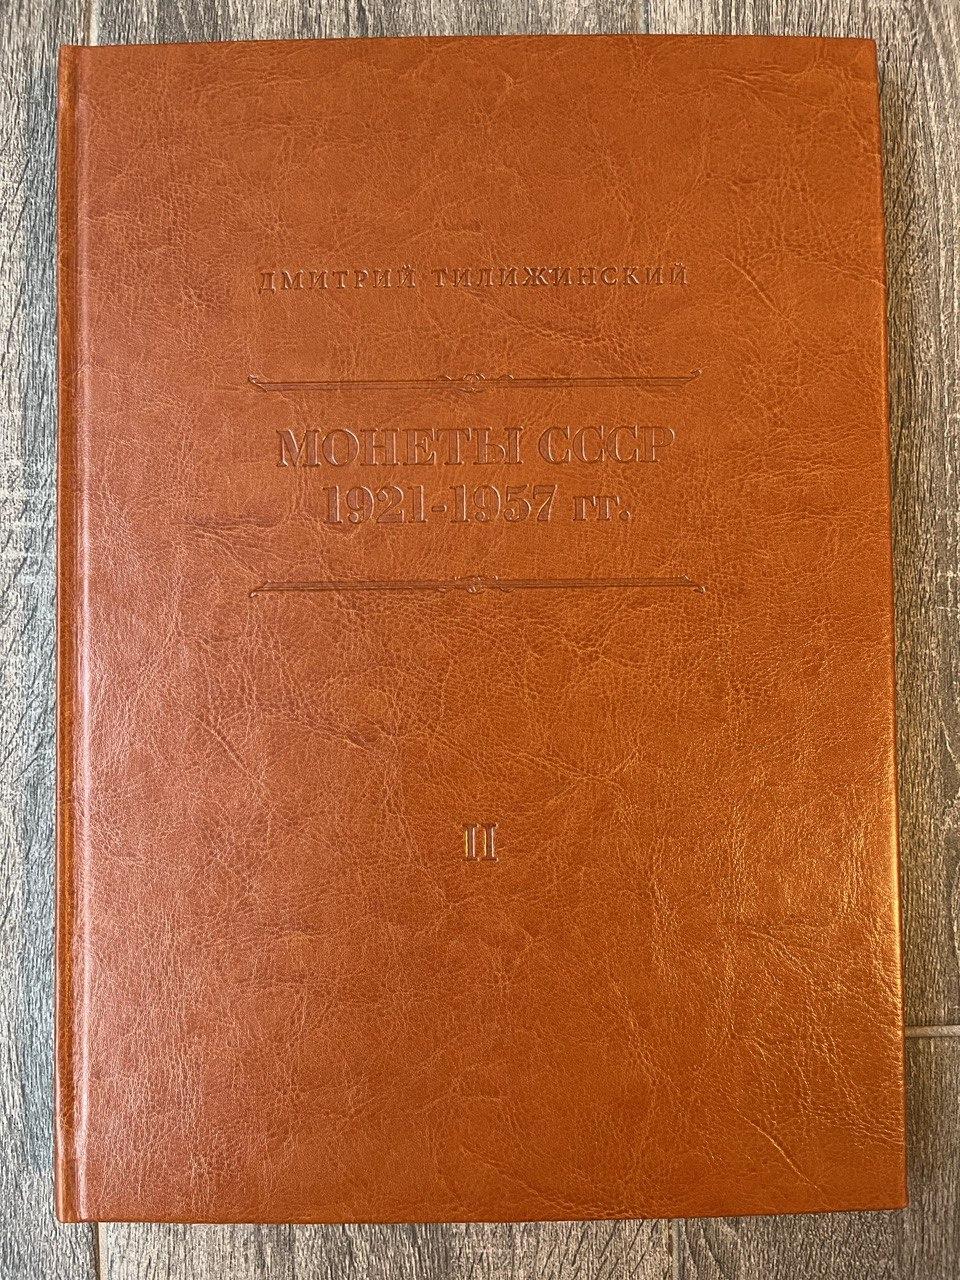 ДМИТРИЙ ТИЛИЖИНСКИЙ
МОНЕТЫ СССР
1921-1957 гг.
II